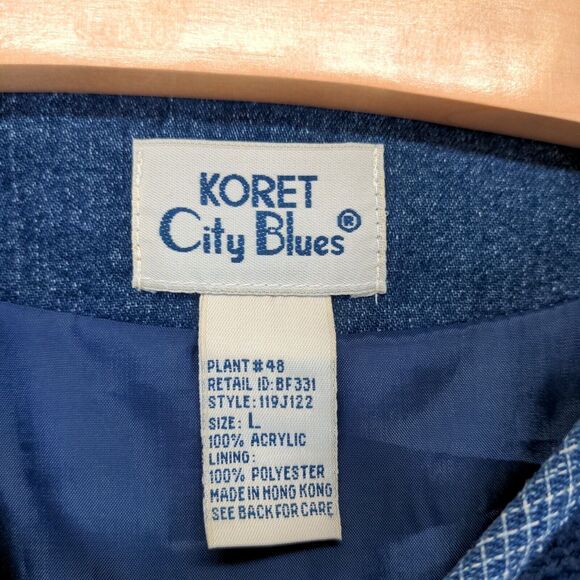 KORET
City Blues®
PLANT#48
RETAIL ID:BF331
STYLE:119J122
SIZE: L
100% ACRYLIC
LINING:
100% POLYESTER
MADE IN HONG KONG
SEE BACK FOR CARE